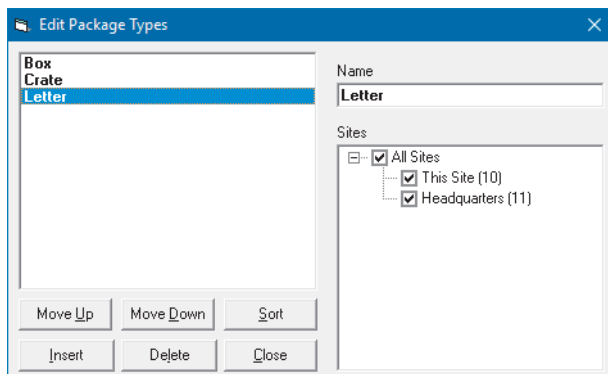 Edit Package Types
Box
Crate
Letter
Name
Letter
Sites
All Sites
This Site (10)
Headquarters (11)
Move Up
Move Down
Sort
Insert
Delete
Close